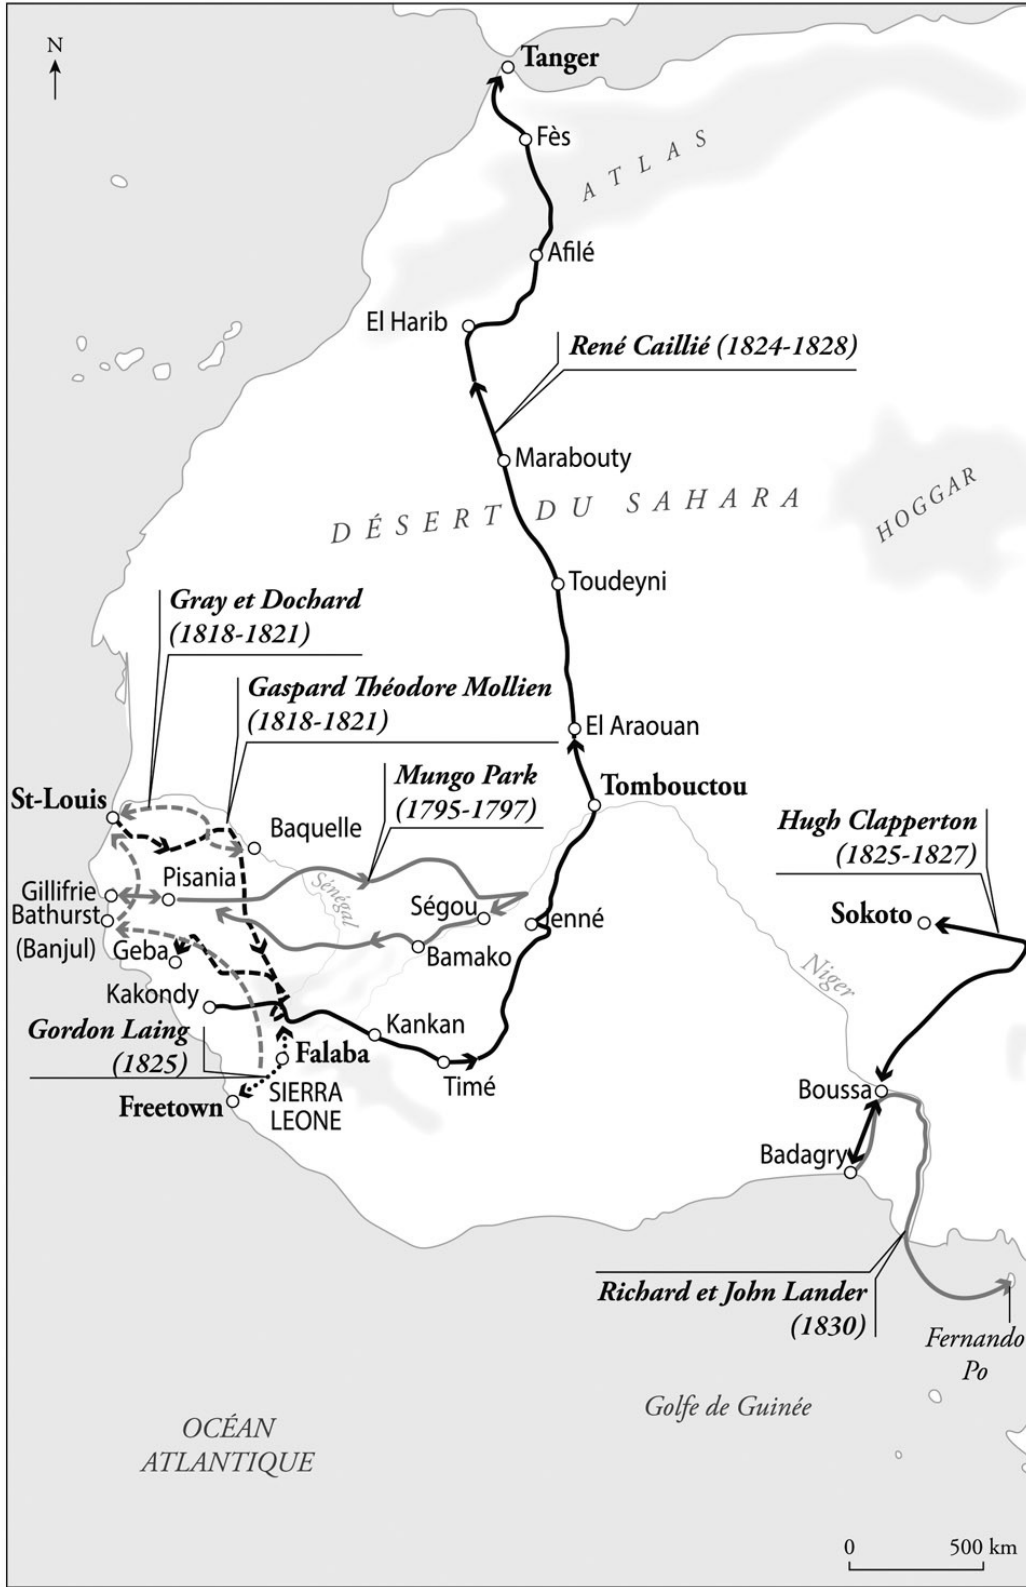 N
Tanger
Fès
ATLAS
Afilé
El Harib
René Caillié (1824-1828)
Marabouty
HOGGAR
DÉSERT DU SAHARA
Toudeyni
Gray et Dochard
(1818-1821)
Gaspard Théodore Mollien
(1818-1821)
El Araouan
Mungo Park
(1795-1797)
Tombouctou
St-Louis
Baquelle
Hugh Clapperton
(1825-1827)
Pisania
Sénégal
Gillifrie
Bathurst
(Banjul)
Ségou
Jenné
Sokoto
Geba
Bamako
Niger
Kakondy
Gordon Laing
(1825)
Kankan
Falaba
Timé
Freetown
SIERRA
LEONE
Boussa
Badagry
Richard et John Lander
(1830)
Fernando
Po
Golfe de Guinée
OCÉAN
ATLANTIQUE
0 500 km